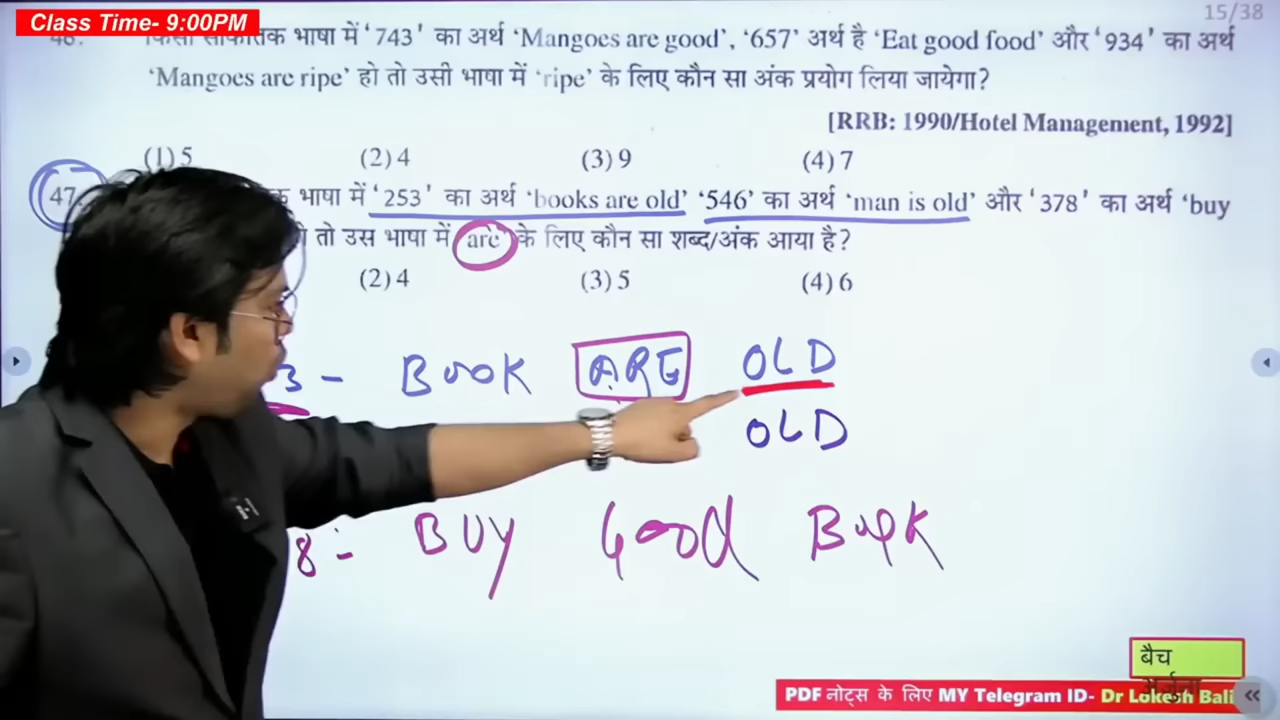 Class Time- 9:00PM
15/38
भाषा में '743' का अर्थ 'Mangoes are good', '657' अर्थ है 'Eat good food' और '934' का अर्थ
'Mangoes are ripe' हो तो उसी भाषा में 'ripe' के लिए कौन सा अंक प्रयोग लिया जायेगा?
[RRB: 1990/Hotel Management, 1992]
(1) 5 (2) 4 (3) 9 (4) 7
47 भाषा में '253' का अर्थ 'books are old' '546' का अर्थ 'man is old' और '378' का अर्थ 'buy
तो उस भाषा में are' के लिए कौन सा शब्द/अंक आया है?
(2) 4 (3) 5 (4) 6
3 - BOOK ARE OLD
OLD
8 - BUY Good Book
बैच
PDF नोट्स के लिए MY Telegram ID- Dr Lokesh Bali